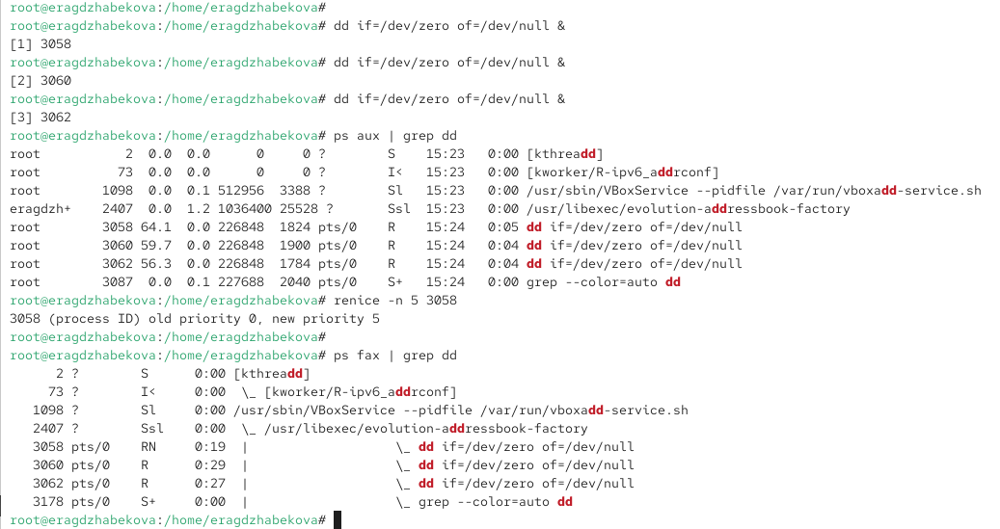 root@eragdzhabekova:/home/eragdzhabekova#
root@eragdzhabekova:/home/eragdzhabekova# dd if=/dev/zero of=/dev/null &
[1] 3058
root@eragdzhabekova:/home/eragdzhabekova# dd if=/dev/zero of=/dev/null &
[2] 3060
root@eragdzhabekova:/home/eragdzhabekova# dd if=/dev/zero of=/dev/null &
[3] 3062
root@eragdzhabekova:/home/eragdzhabekova# ps aux | grep dd
root           2  0.0  0.0      0     0 ?        S    15:23   0:00 [kthreadd]
root          73  0.0  0.0      0     0 ?        I<   15:23   0:00 [kworker/R-ipv6_addrconf]
root        1098  0.0  0.1 512956  3388 ?        Sl   15:23   0:00 /usr/sbin/VBoxService --pidfile /var/run/vboxadd-service.sh
eragdzh+    2407  0.0  1.2 1036400 25528 ?       Ssl  15:23   0:00 /usr/libexec/evolution-addressbook-factory
root        3058 64.1  0.0 226848  1824 pts/0    R    15:24   0:05 dd if=/dev/zero of=/dev/null
root        3060 59.7  0.0 226848  1900 pts/0    R    15:24   0:04 dd if=/dev/zero of=/dev/null
root        3062 56.3  0.0 226848  1784 pts/0    R    15:24   0:04 dd if=/dev/zero of=/dev/null
root        3087  0.0  0.1 227688  2040 pts/0    S+   15:24   0:00 grep --color=auto dd
root@eragdzhabekova:/home/eragdzhabekova# renice -n 5 3058
3058 (process ID) old priority 0, new priority 5
root@eragdzhabekova:/home/eragdzhabekova#
root@eragdzhabekova:/home/eragdzhabekova# ps fax | grep dd
      2 ?        S      0:00 [kthreadd]
     73 ?        I<     0:00  \_ [kworker/R-ipv6_addrconf]
   1098 ?        Sl     0:00 /usr/sbin/VBoxService --pidfile /var/run/vboxadd-service.sh
   2407 ?        Ssl    0:00  \_ /usr/libexec/evolution-addressbook-factory
   3058 pts/0    RN     0:19  |                   \_ dd if=/dev/zero of=/dev/null
   3060 pts/0    R      0:29  |                   \_ dd if=/dev/zero of=/dev/null
   3062 pts/0    R      0:27  |                   \_ dd if=/dev/zero of=/dev/null
   3178 pts/0    S+     0:00  |                   \_ grep --color=auto dd
root@eragdzhabekova:/home/eragdzhabekova#